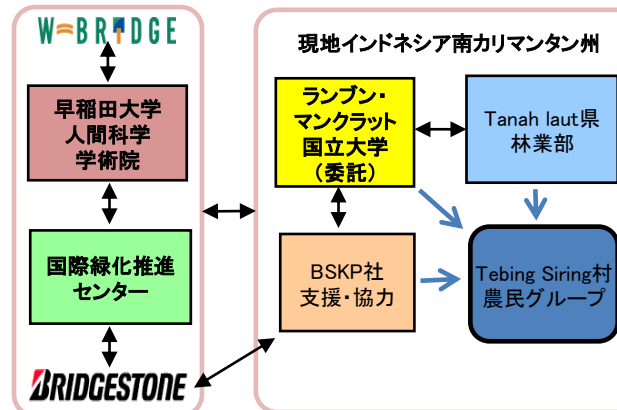 W-BRIDGE
早稲田大学
人間科学
学術院
国際緑化推進
センター
BRIDGESTONE
現地インドネシア南カリマンタン州
ランブン・
マンクラット
国立大学
（委託）
Tanah laut県
林業部
BSKP社
支援・協力
Tebing Siring村
農民グループ